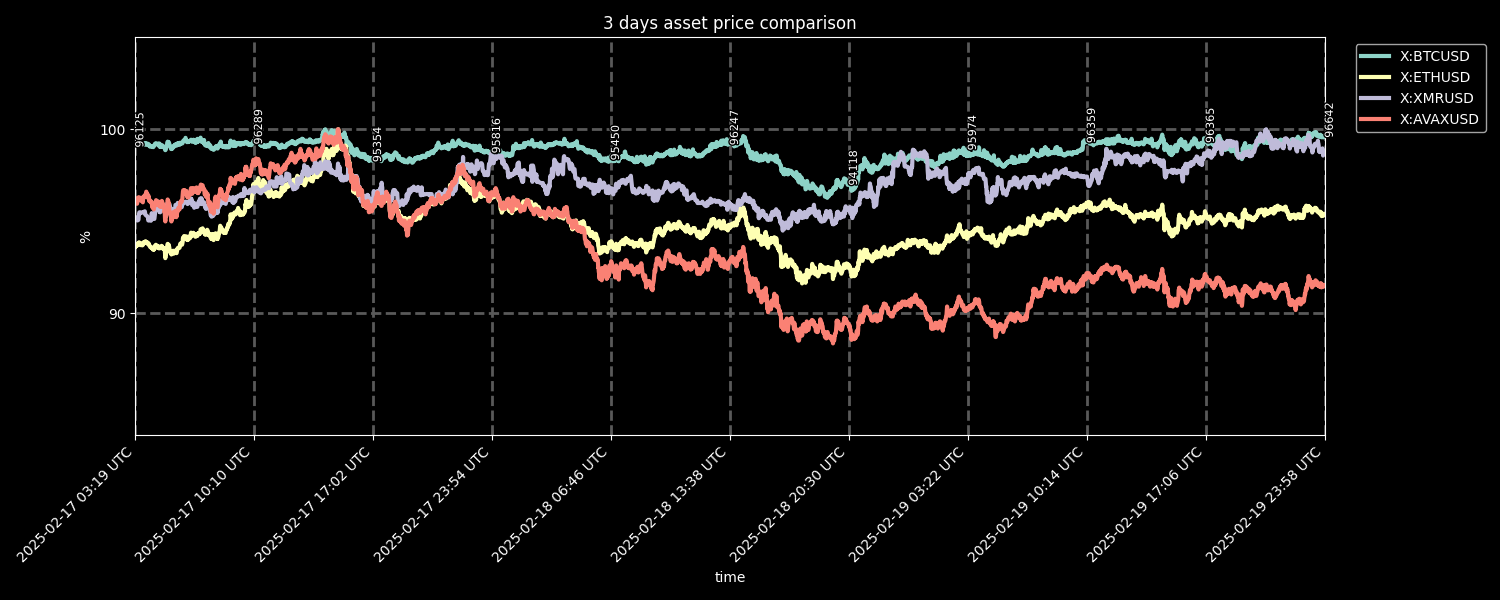 3 days asset price comparison
X:BTCUSD
X:ETHUSD
X:XMRUSD
X:AVAXUSD
100
90
%
96125
96289
95354
95816
95450
96247
94118
95974
96359
96365
96642
2025-02-17 03:19 UTC
2025-02-17 10:10 UTC
2025-02-17 17:02 UTC
2025-02-17 23:54 UTC
2025-02-18 06:46 UTC
2025-02-18 13:38 UTC
2025-02-18 20:30 UTC
2025-02-19 03:22 UTC
2025-02-19 10:14 UTC
2025-02-19 17:06 UTC
2025-02-19 23:58 UTC
time